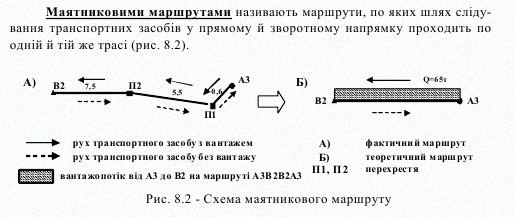 Маятниковими маршрутами називають маршрути, по яких шлях сліду-
вання транспортних засобів у прямому й зворотному напрямку проходить по
одній й тій же трасі (рис. 8.2).
А)
В2
7,5
П2
5,5
0,6
А3
П1
Б)
Q=65т
В2
А3
рух транспортного засобу з вантажем
рух транспортного засобу без вантажу
вантажопотік від А3 до В2 на маршруті А3В2В2А3
А) фактичний маршрут
Б) теоретичний маршрут
П1, П2 перехрестя
Рис. 8.2 - Схема маятникового маршруту